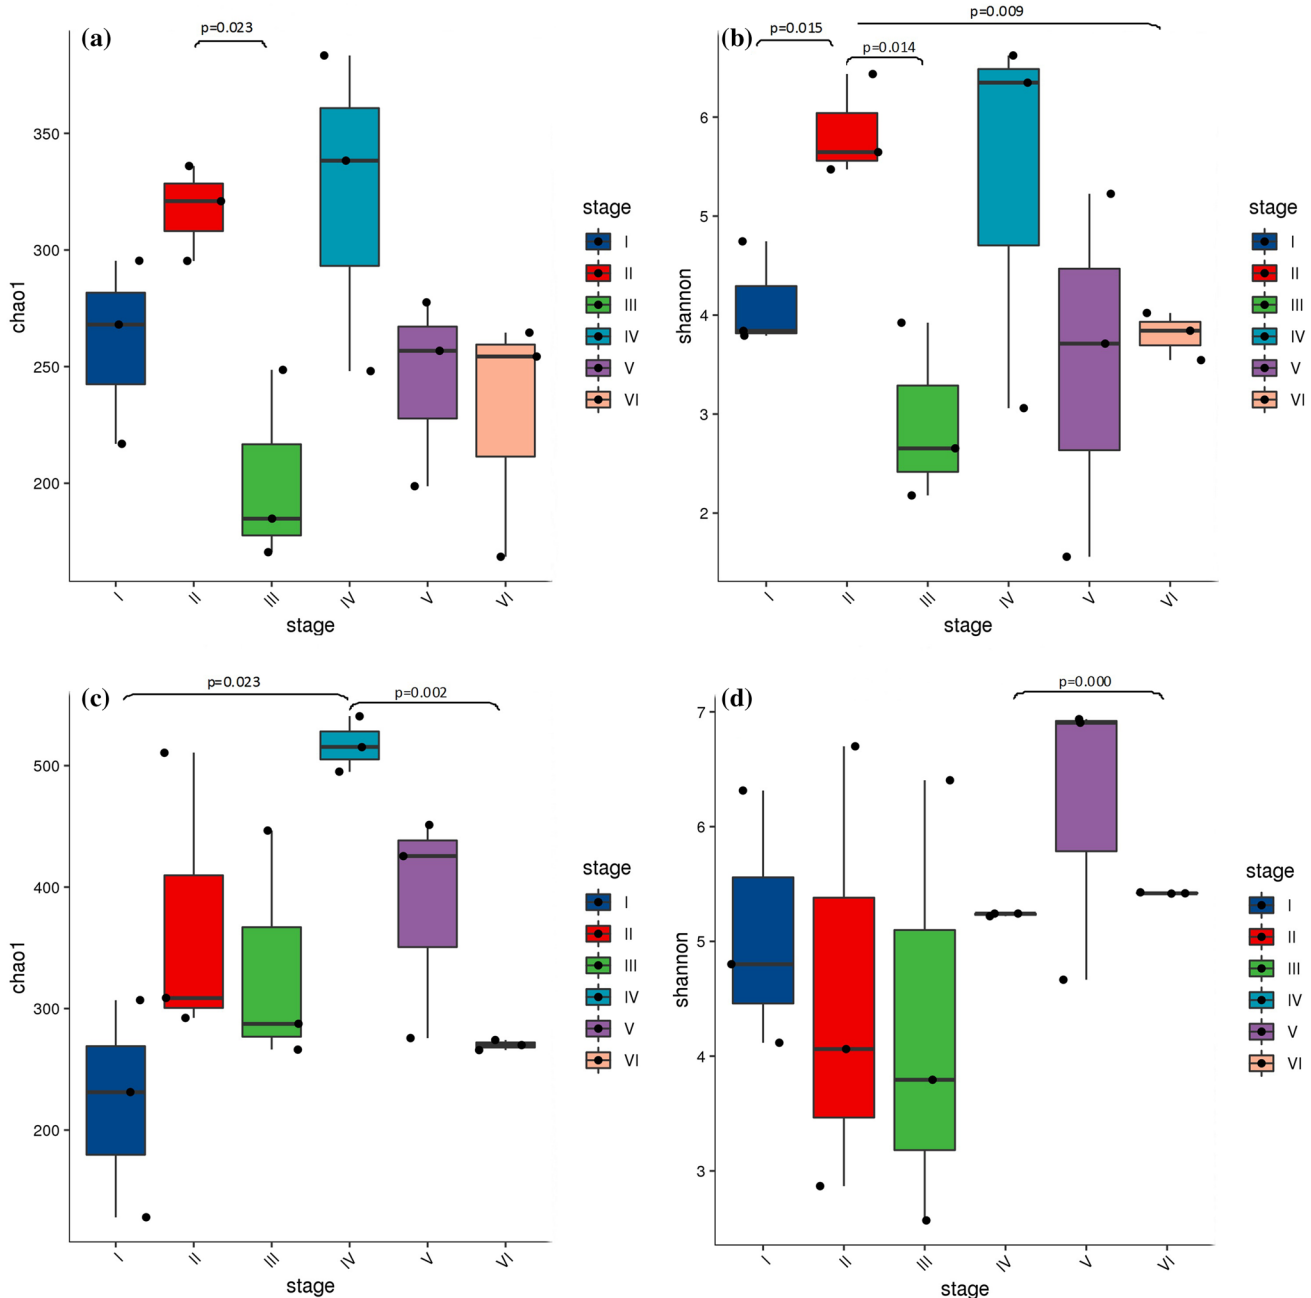 (a)
p=0.023
350
300
250
200
chao1
I
II
III
IV
V
VI
stage
stage
I
II
III
IV
V
VI
(b)
p=0.015
p=0.014
p=0.009
6
5
4
3
2
shannon
I
II
III
IV
V
VI
stage
stage
I
II
III
IV
V
VI
(c)
p=0.023
p=0.002
500
400
300
200
chao1
I
II
III
IV
V
VI
stage
stage
I
II
III
IV
V
VI
(d)
p=0.000
7
6
5
4
3
shannon
I
II
III
IV
V
VI
stage
stage
I
II
III
IV
V
VI